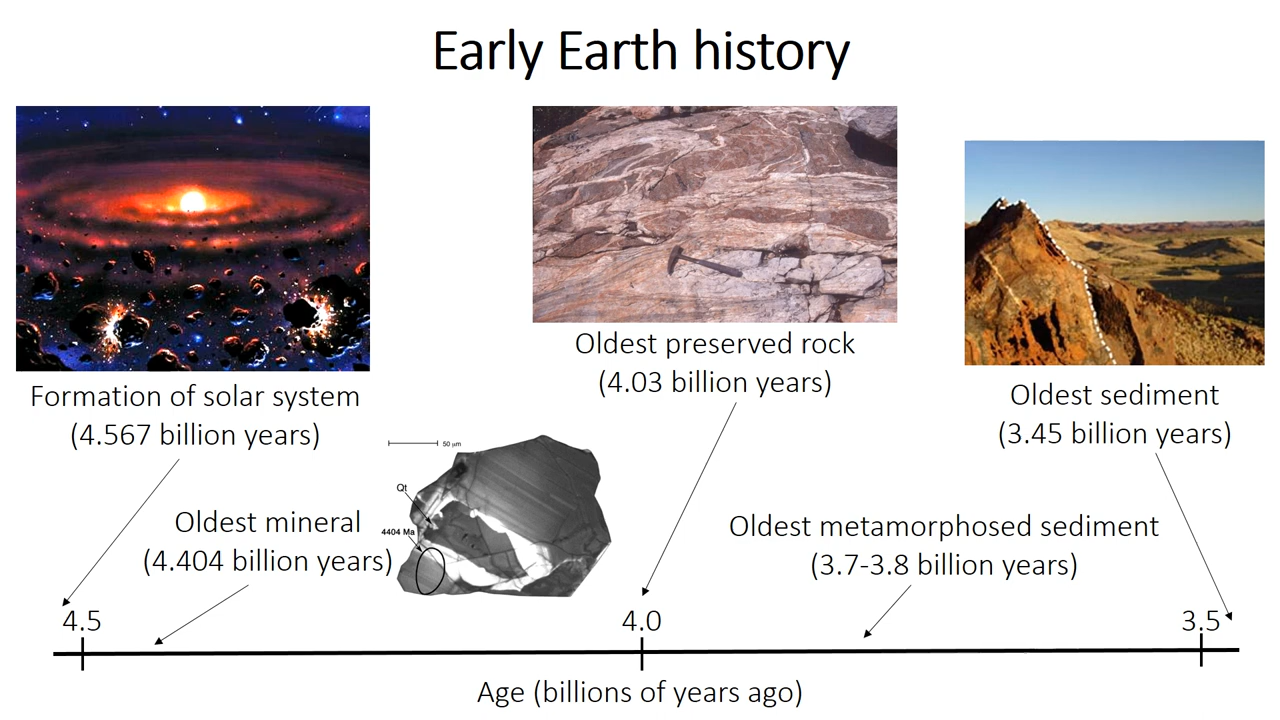 Early Earth history
Formation of solar system
(4.567 billion years)
Oldest mineral
(4.404 billion years)
50 μm
Qt
4404 Ma
Oldest preserved rock
(4.03 billion years)
Oldest metamorphosed sediment
(3.7-3.8 billion years)
Oldest sediment
(3.45 billion years)
4.5
4.0
3.5
Age (billions of years ago)